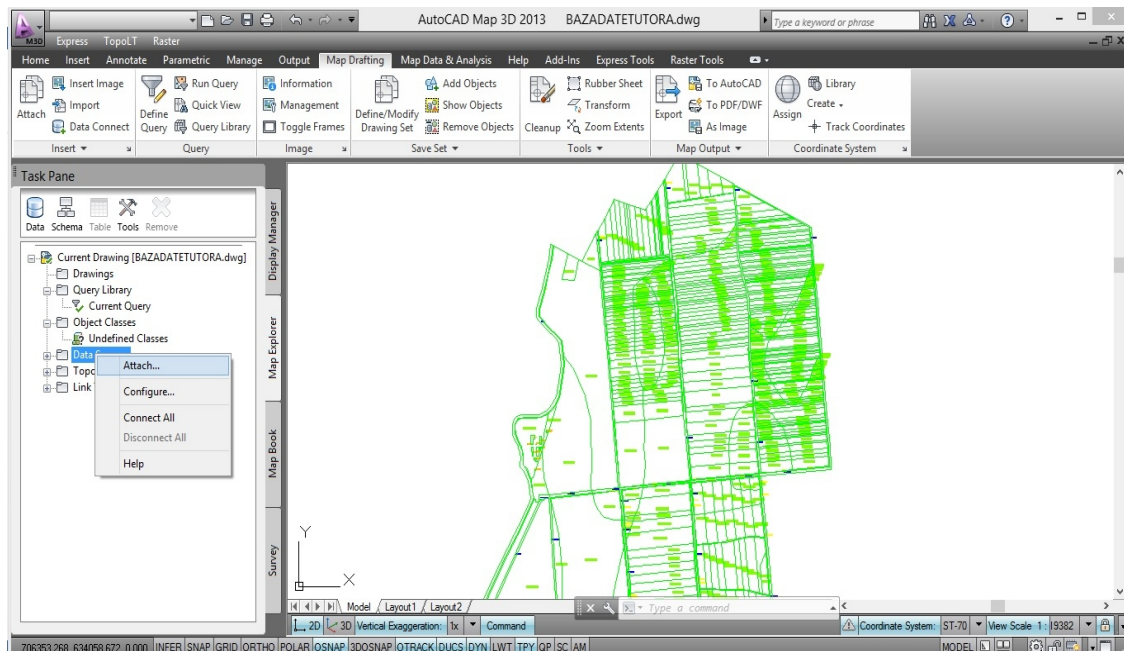 AutoCAD Map 3D 2013 BAZADATETUTORA.dwg
Type a keyword or phrase
M3D Express TopoLT Raster
Home Insert Annotate Parametric Manage Output Map Drafting Map Data & Analysis Help Add-Ins Express Tools Raster Tools
Attach
Insert Image
Import
Data Connect
Insert
Define Query
Run Query
Quick View
Query Library
Query
Information
Management
Toggle Frames
Image
Define/Modify Drawing Set
Add Objects
Show Objects
Remove Objects
Save Set
Cleanup
Rubber Sheet
Transform
Zoom Extents
Tools
Export
To AutoCAD
To PDF/DWF
As Image
Map Output
Assign
Library
Create
Track Coordinates
Coordinate System
Task Pane
Data Schema Table Tools Remove
Current Drawing [BAZADATETUTORA.dwg]
Drawings
Query Library
Current Query
Object Classes
Undefined Classes
Data
Topo
Link
Attach...
Configure...
Connect All
Disconnect All
Help
Display Manager
Map Explorer
Map Book
Survey
Y
X
Model Layout1 Layout2
Type a command
2D 3D Vertical Exaggeration: 1x Command
Coordinate System: ST-70 View Scale 1 : 19382
706353.268, 634058.672, 0.000 INFER SNAP GRID ORTHO POLAR OSNAP 3DOSNAP OTRACK DUCS DYN LWT TPY QP SC AM MODEL